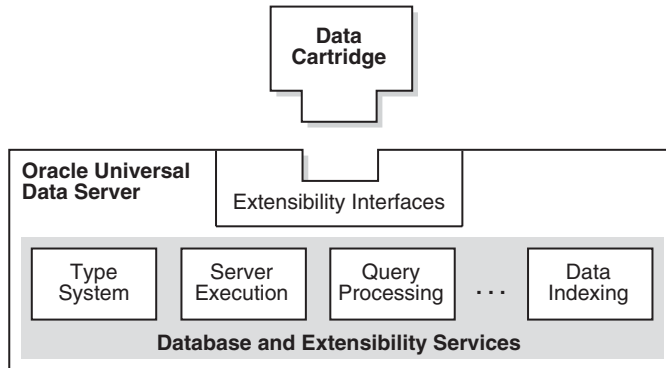 Data
Cartridge
Oracle Universal
Data Server
Extensibility Interfaces
Type
System
Server
Execution
Query
Processing
...
Data
Indexing
Database and Extensibility Services